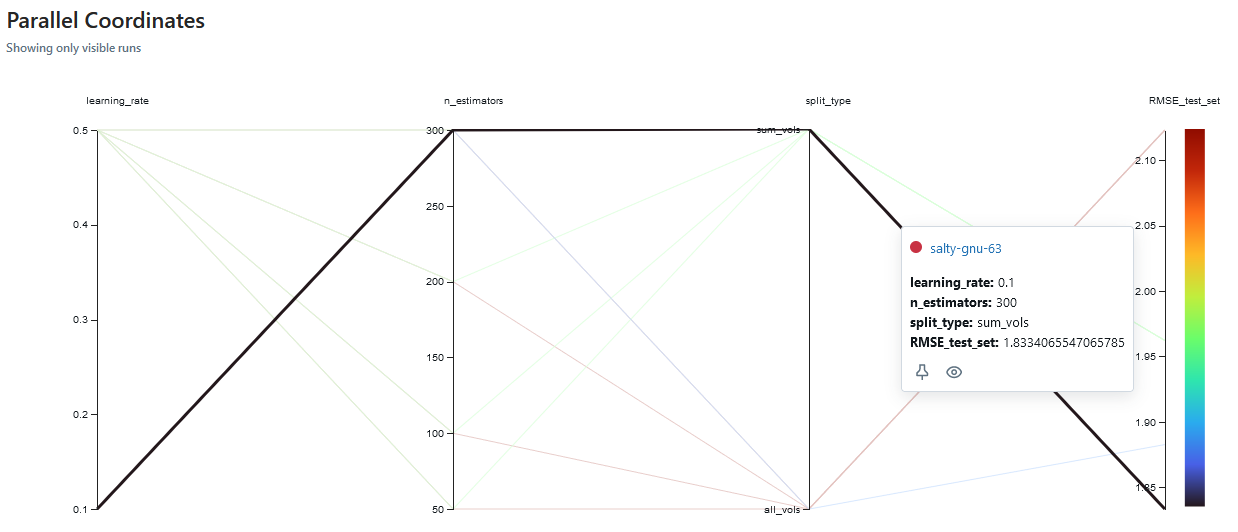 Parallel Coordinates
Showing only visible runs
learning_rate
n_estimators
split_type
RMSE_test_set
0.5
0.4
0.3
0.2
0.1
300
250
200
150
100
50
sum_vols
all_vols
2.10
2.05
2.00
1.95
1.90
1.85
salty-gnu-63
learning_rate: 0.1
n_estimators: 300
split_type: sum_vols
RMSE_test_set: 1.8334065547065785